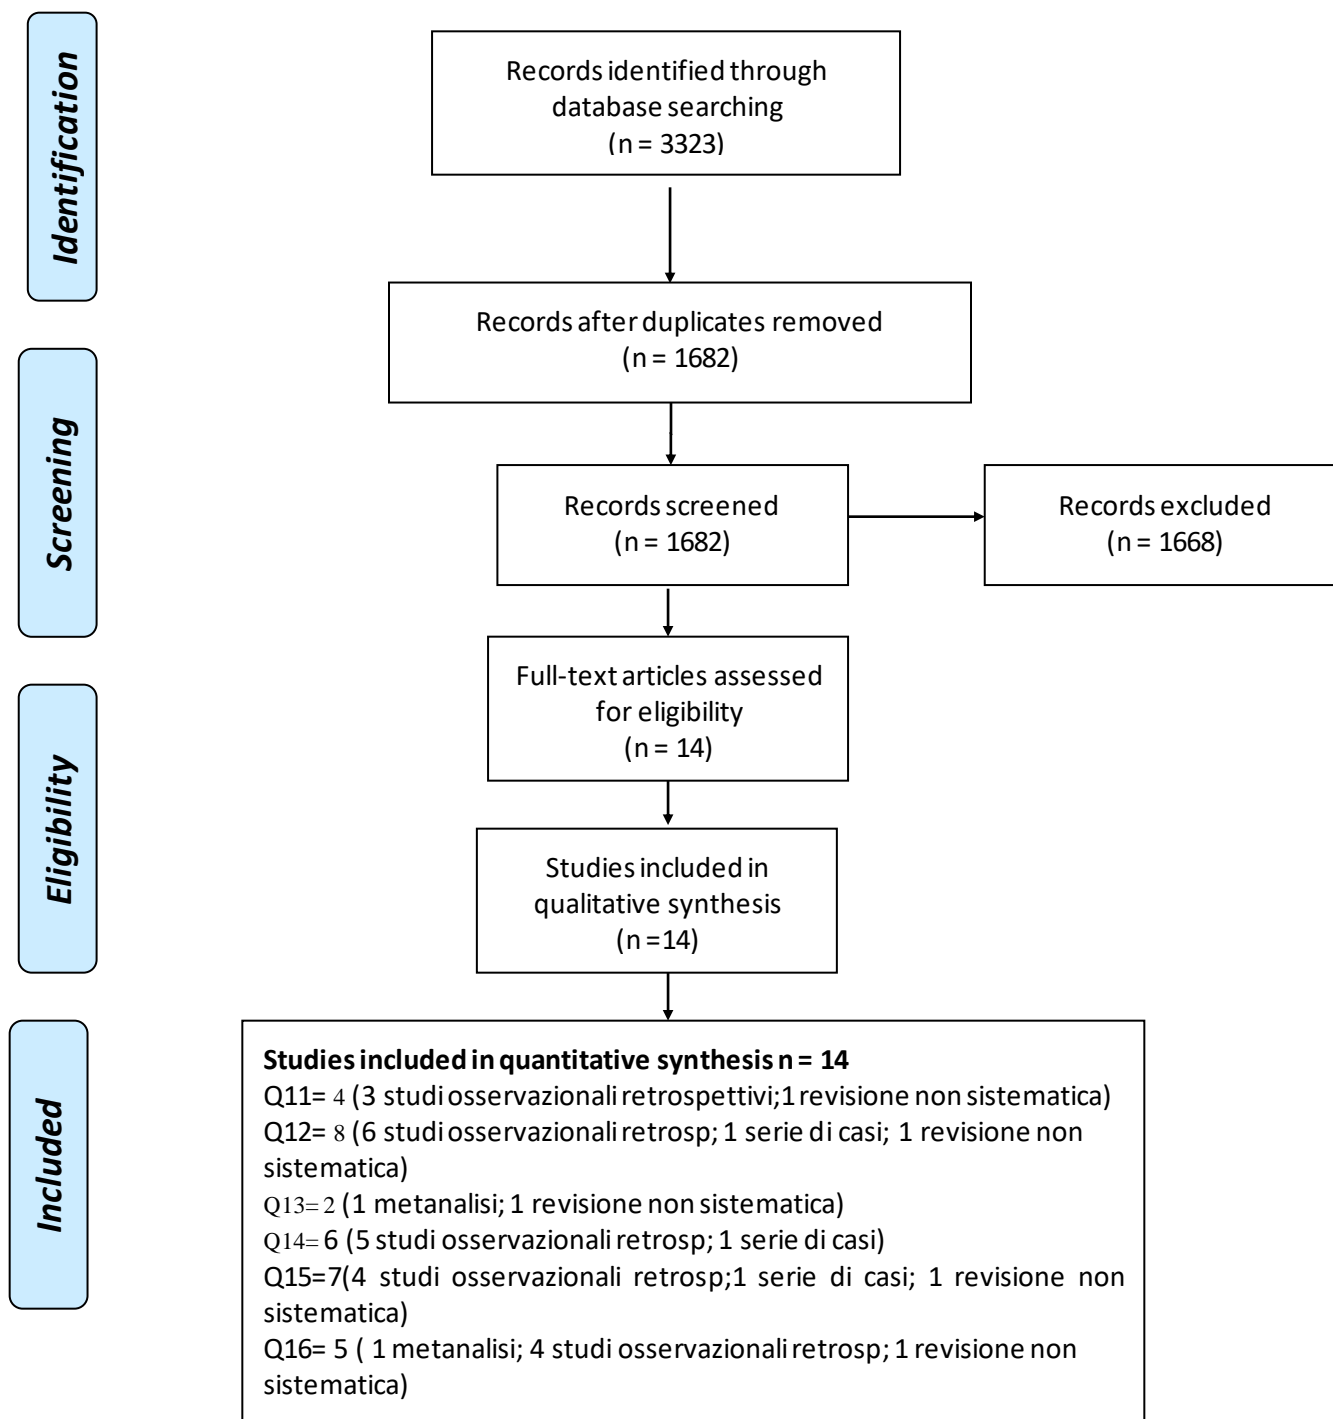 Identification
Records identified through
database searching
(n = 3323)
Records after duplicates removed
(n = 1682)
Screening
Records screened
(n = 1682)
Records excluded
(n = 1668)
Full-text articles assessed
for eligibility
(n = 14)
Eligibility
Studies included in
qualitative synthesis
(n =14)
Included
Studies included in quantitative synthesis n = 14
Q11= 4 (3 studi osservazionali retrospettivi;1 revisione non sistematica)
Q12= 8 (6 studi osservazionali retrosp; 1 serie di casi; 1 revisione non
sistematica)
Q13= 2 (1 metanalisi; 1 revisione non sistematica)
Q14= 6 (5 studi osservazionali retrosp; 1 serie di casi)
Q15=7(4 studi osservazionali retrosp;1 serie di casi; 1 revisione non
sistematica)
Q16= 5 ( 1 metanalisi; 4 studi osservazionali retrosp; 1 revisione non
sistematica)